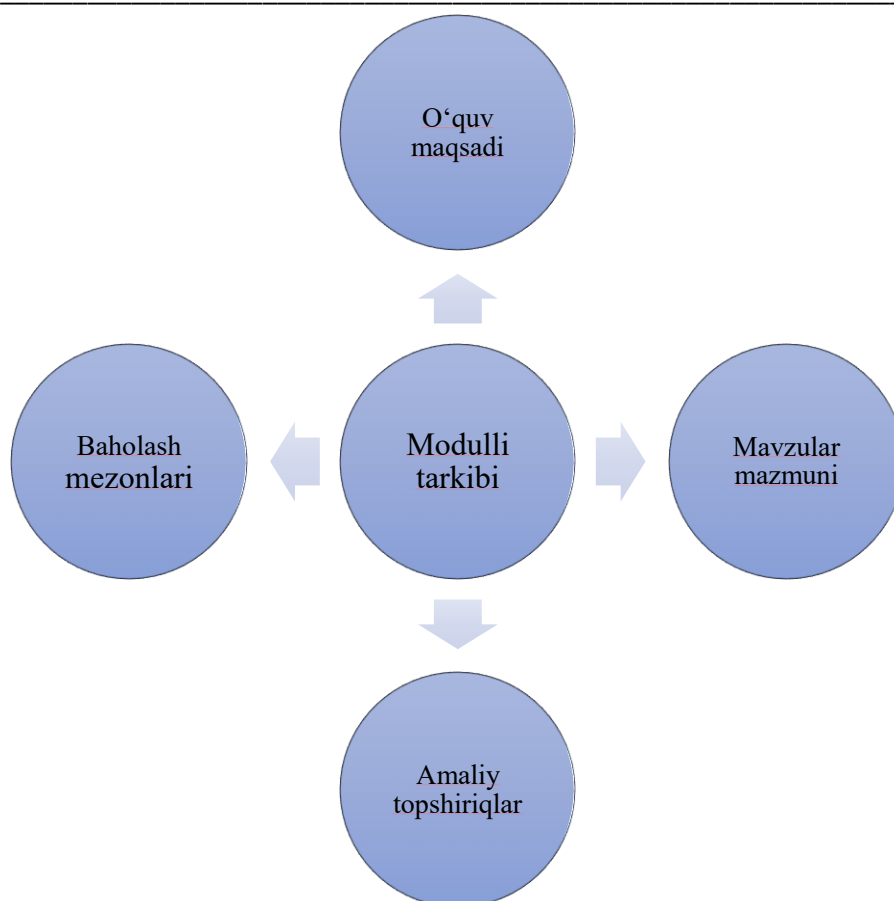 O‘quv
maqsadi
Baholash
mezonlari
Modulli
tarkibi
Mavzular
mazmuni
Amaliy
topshiriqlar